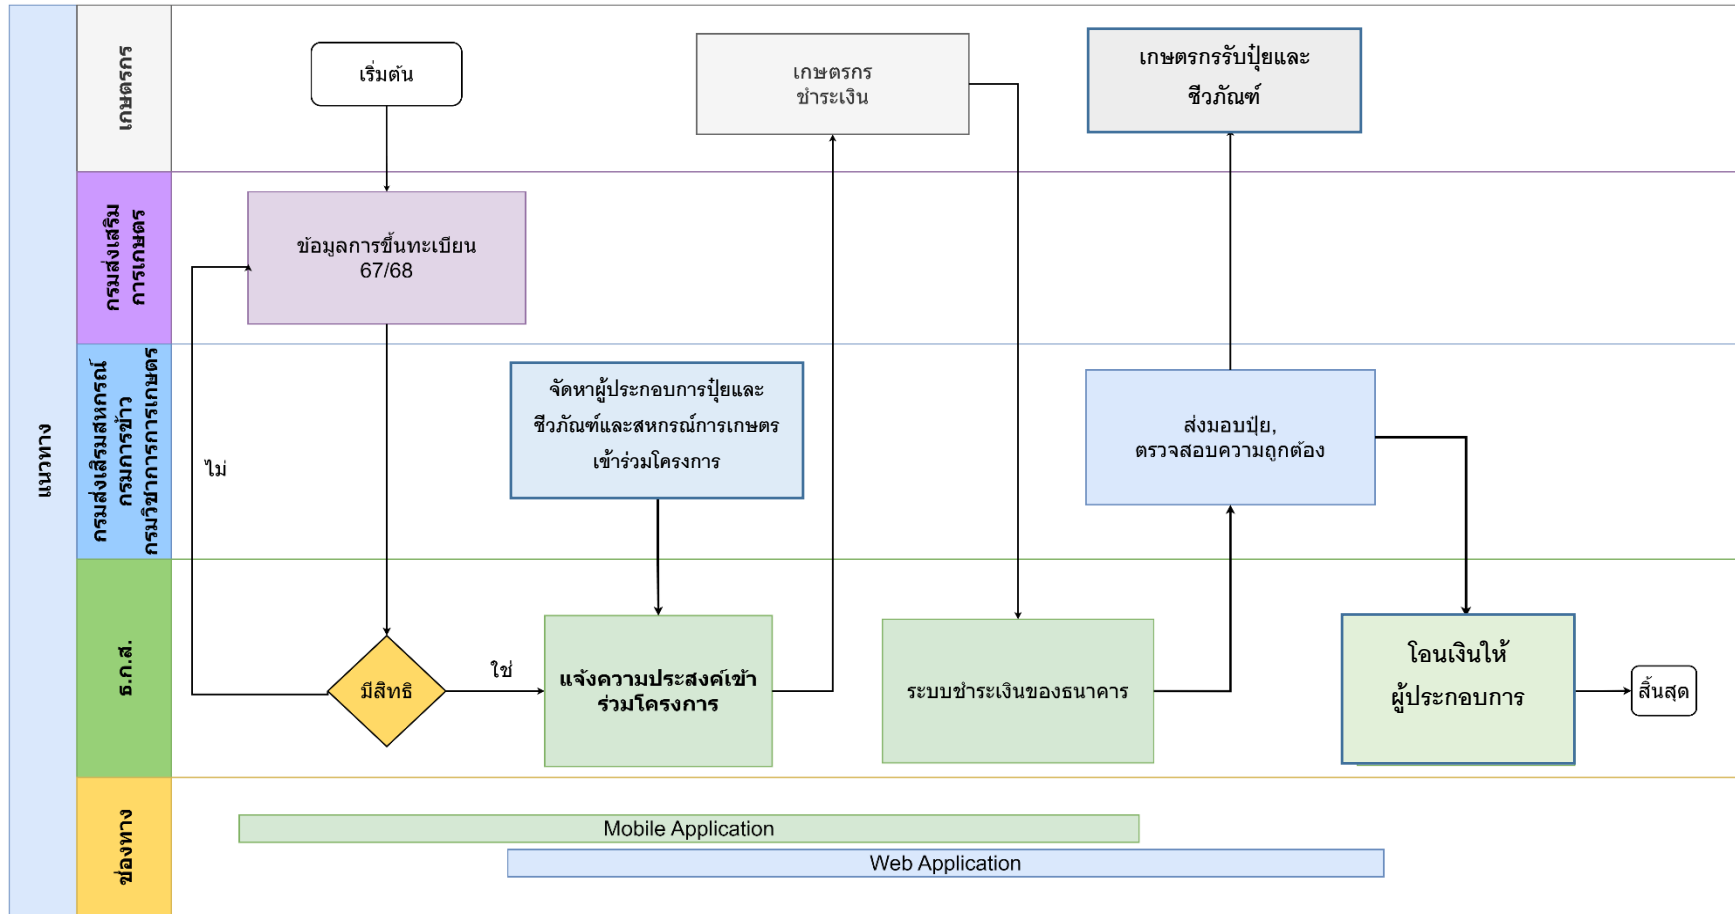 แนวทาง
เกษตรกร
เริ่มต้น
เกษตรกร
ชำระเงิน
เกษตรกรรับปุ๋ยและ
ชีวภัณฑ์
กรมส่งเสริม
การเกษตร
ข้อมูลการขึ้นทะเบียน
67/68
กรมส่งเสิรมสหกรณ์
กรมการข้าว
กรมวิชาการการเกษตร
ไม่
จัดหาผู้ประกอบการปุ๋ยและ
ชีวภัณฑ์และสหกรณ์การเกษตร
เข้าร่วมโครงการ
ส่งมอบปุ๋ย,
ตรวจสอบความถูกต้อง
ธ.ก.ส.
มีสิทธิ
ใช่
แจ้งความประสงค์เข้า
ร่วมโครงการ
ระบบชำระเงินของธนาคาร
โอนเงินให้
ผู้ประกอบการ
สิ้นสุด
ช่องทาง
Mobile Application
Web Application